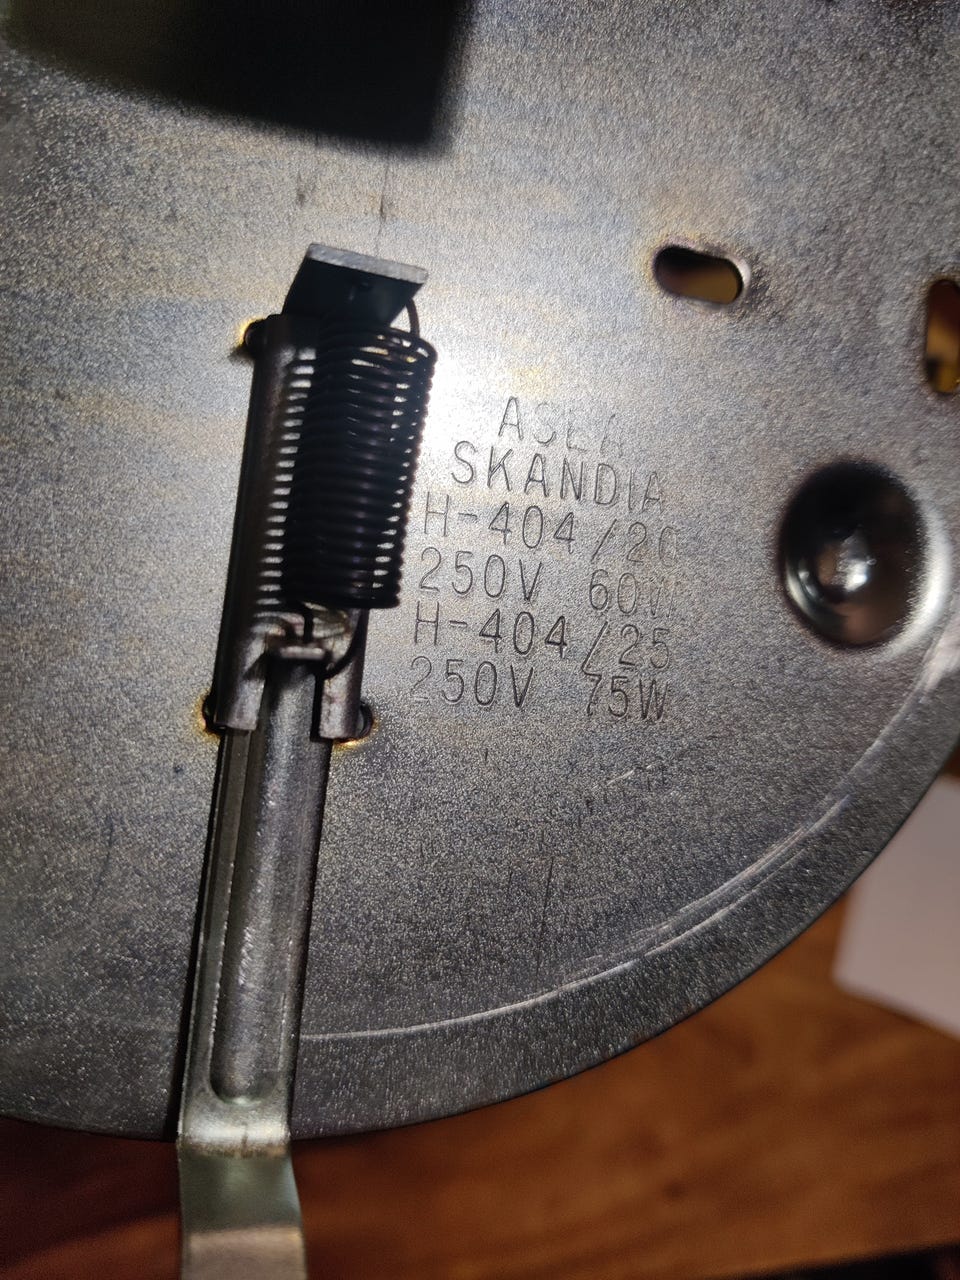 ASEA
SKANDIA
H-404/20
250V 60W
H-404/25
250V 75W